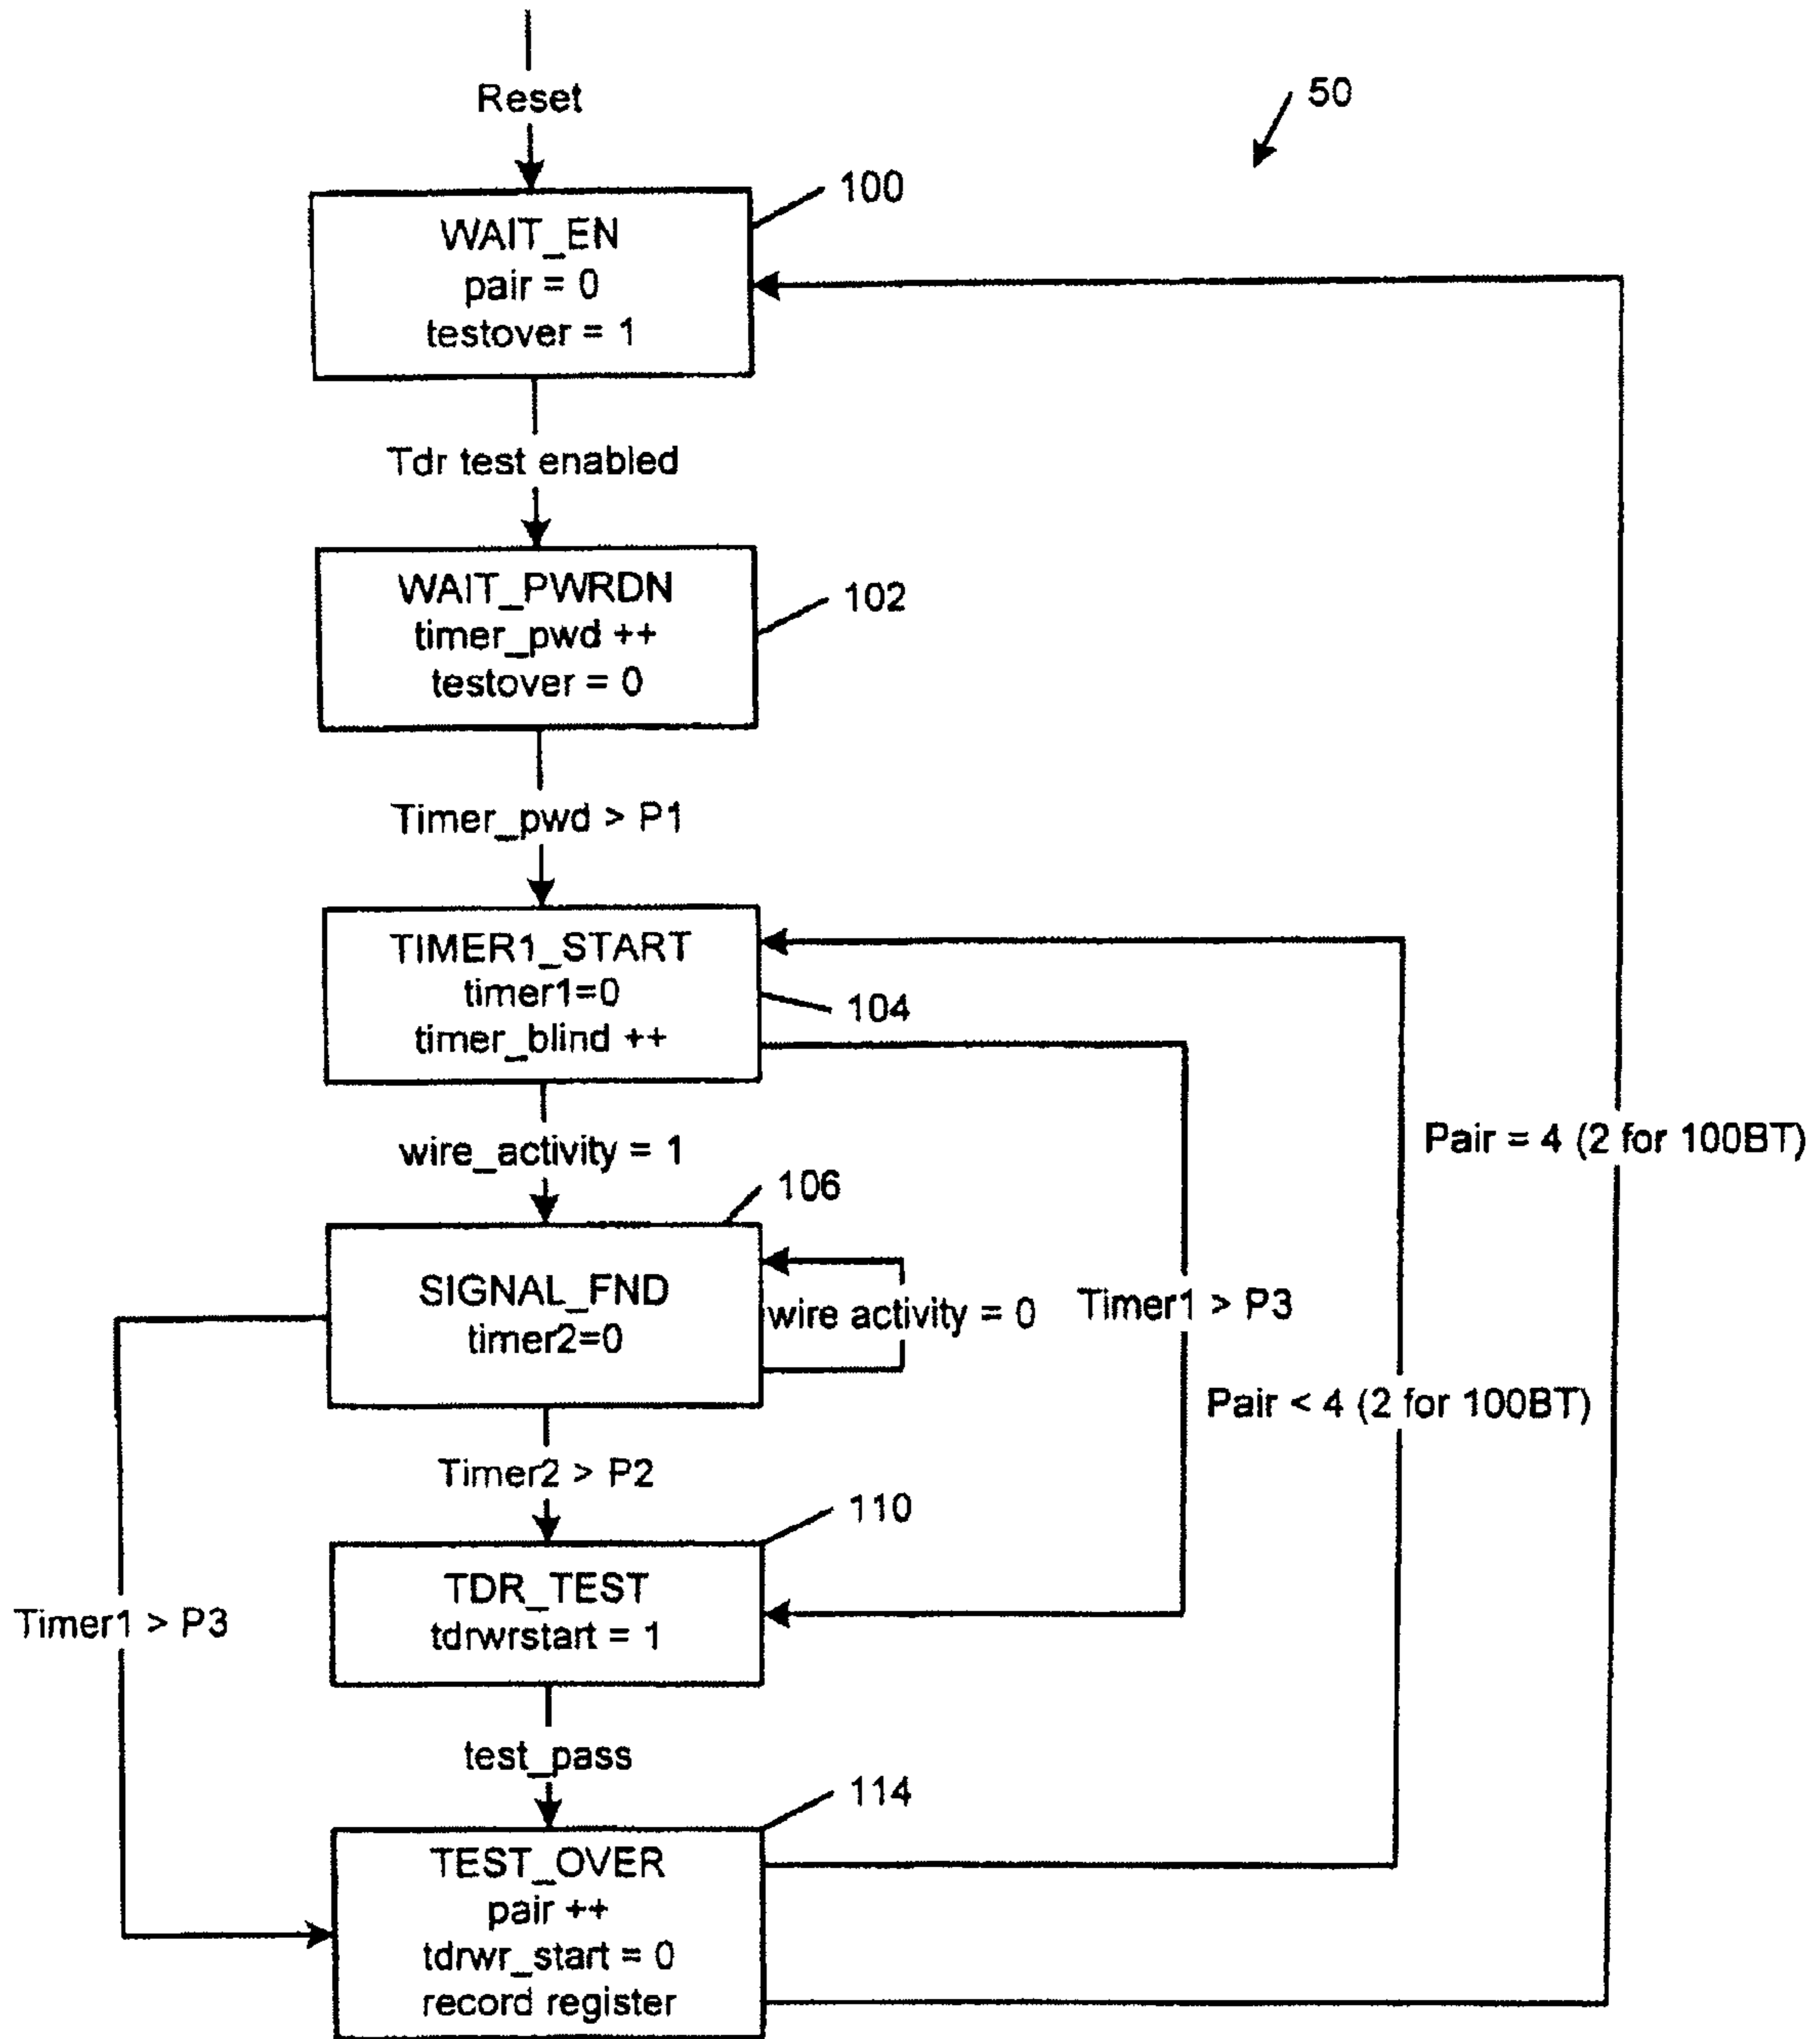 Reset
50
100
WAIT_EN
pair = 0
testover = 1
Tdr test enabled
WAIT_PWRDN
timer_pwd ++
testover = 0
102
Timer_pwd > P1
TIMER1_START
timer1=0
timer_blind ++
104
wire_activity = 1
Pair = 4 (2 for 100BT)
106
SIGNAL_FND
timer2=0
wire activity = 0
Timer1 > P3
Pair < 4 (2 for 100BT)
Timer2 > P2
110
TDR_TEST
tdrwrstart = 1
Timer1 > P3
test_pass
114
TEST_OVER
pair ++
tdrwr_start = 0
record register